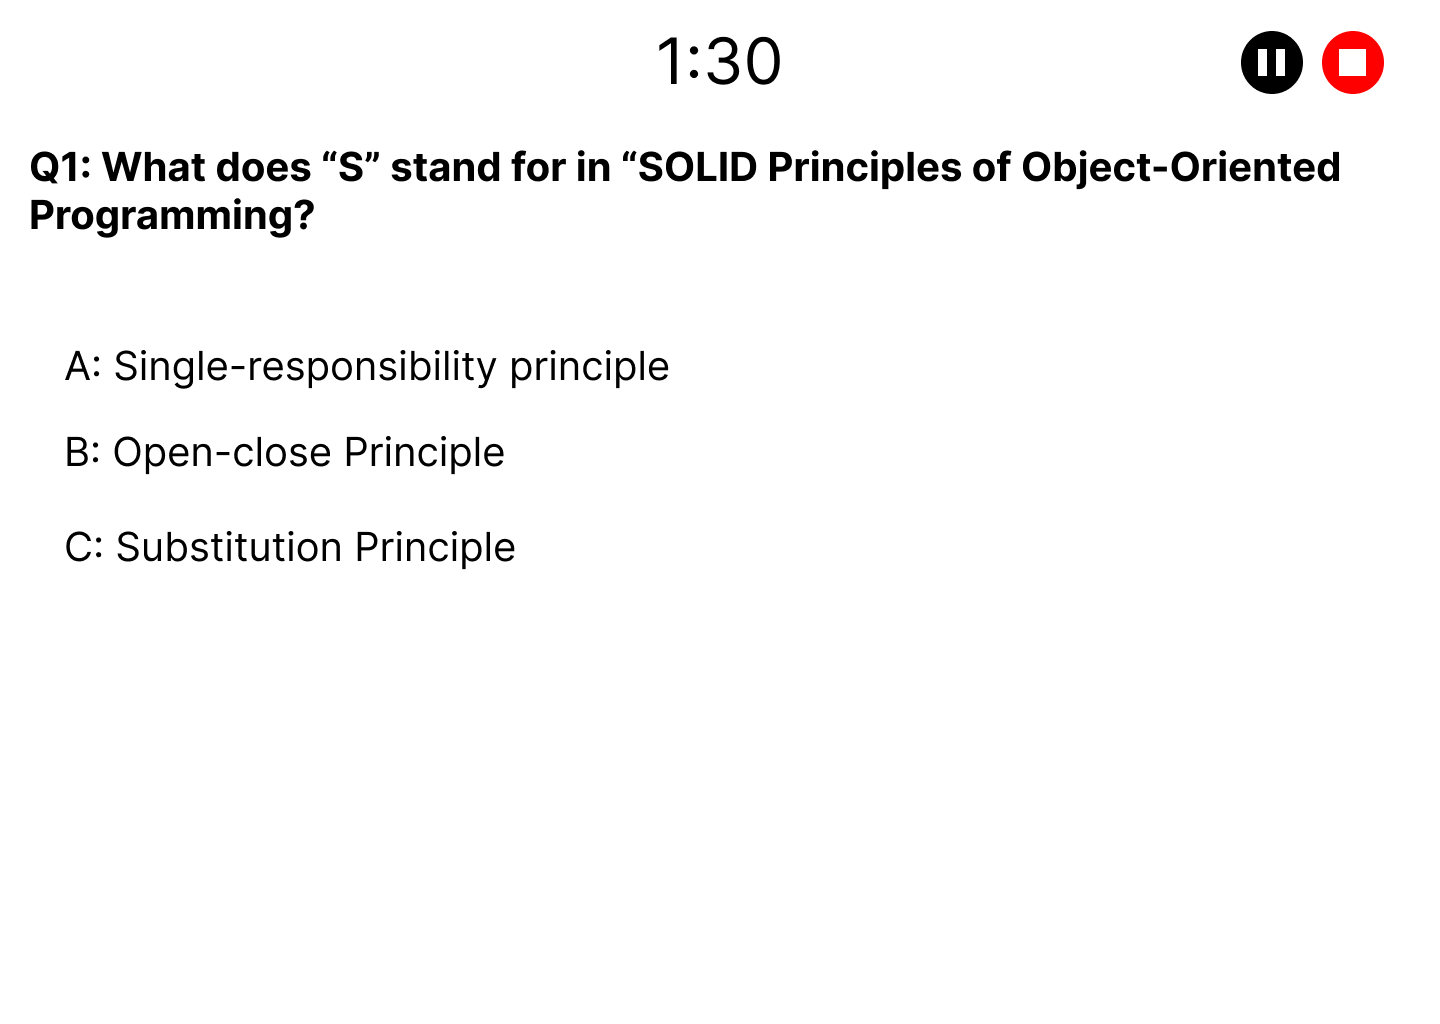 1:30
Q1: What does “S” stand for in “SOLID Principles of Object-Oriented
Programming?
A: Single-responsibility principle
B: Open-close Principle
C: Substitution Principle